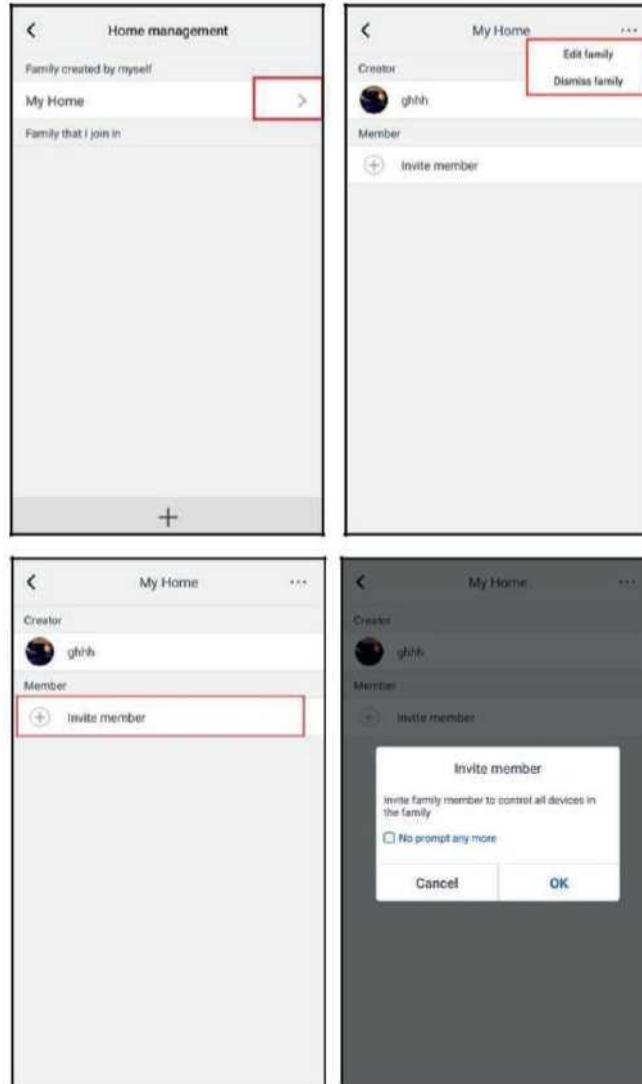 Home management
Family created by myself
My Home
Family that I join in
My Home
Edit family
Dismiss family
Creator
ghhh
Member
Invite member
My Home
Creator
ghhh
Member
Invite member
My Home
Creator
ghhh
Member
Invite member
Invite member
Invite family member to control all devices in
the family
No prompt any more
Cancel
OK